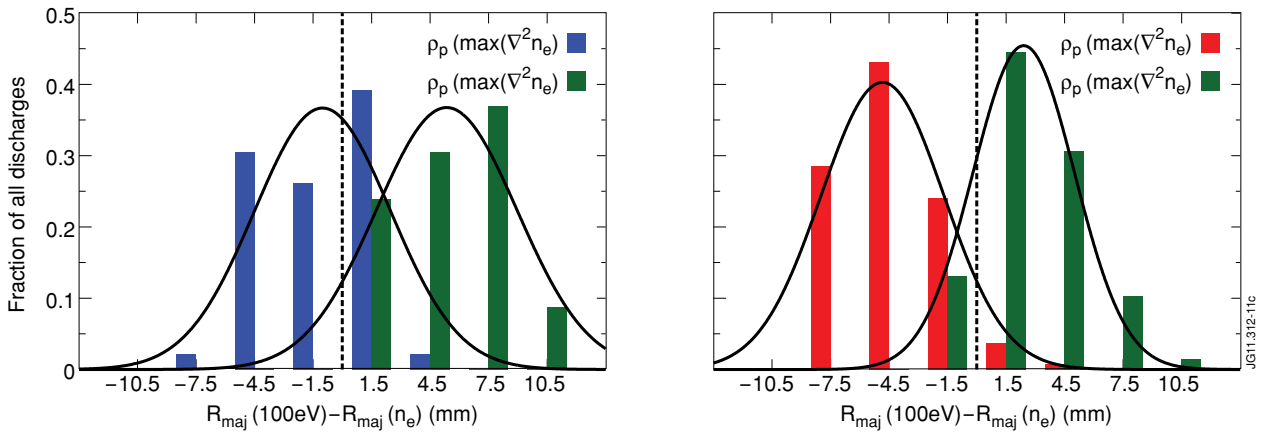 0.5
0.4
0.3
0.2
0.1
0
Fraction of all discharges
ρp (max(∇²ne)
ρp (max(∇²ne)
−10.5 −7.5 −4.5 −1.5 1.5 4.5 7.5 10.5
Rmaj (100eV)−Rmaj (ne) (mm)
ρp (max(∇²ne)
ρp (max(∇²ne)
−10.5 −7.5 −4.5 −1.5 1.5 4.5 7.5 10.5
Rmaj (100eV)−Rmaj (ne) (mm)
JG11.312-11c